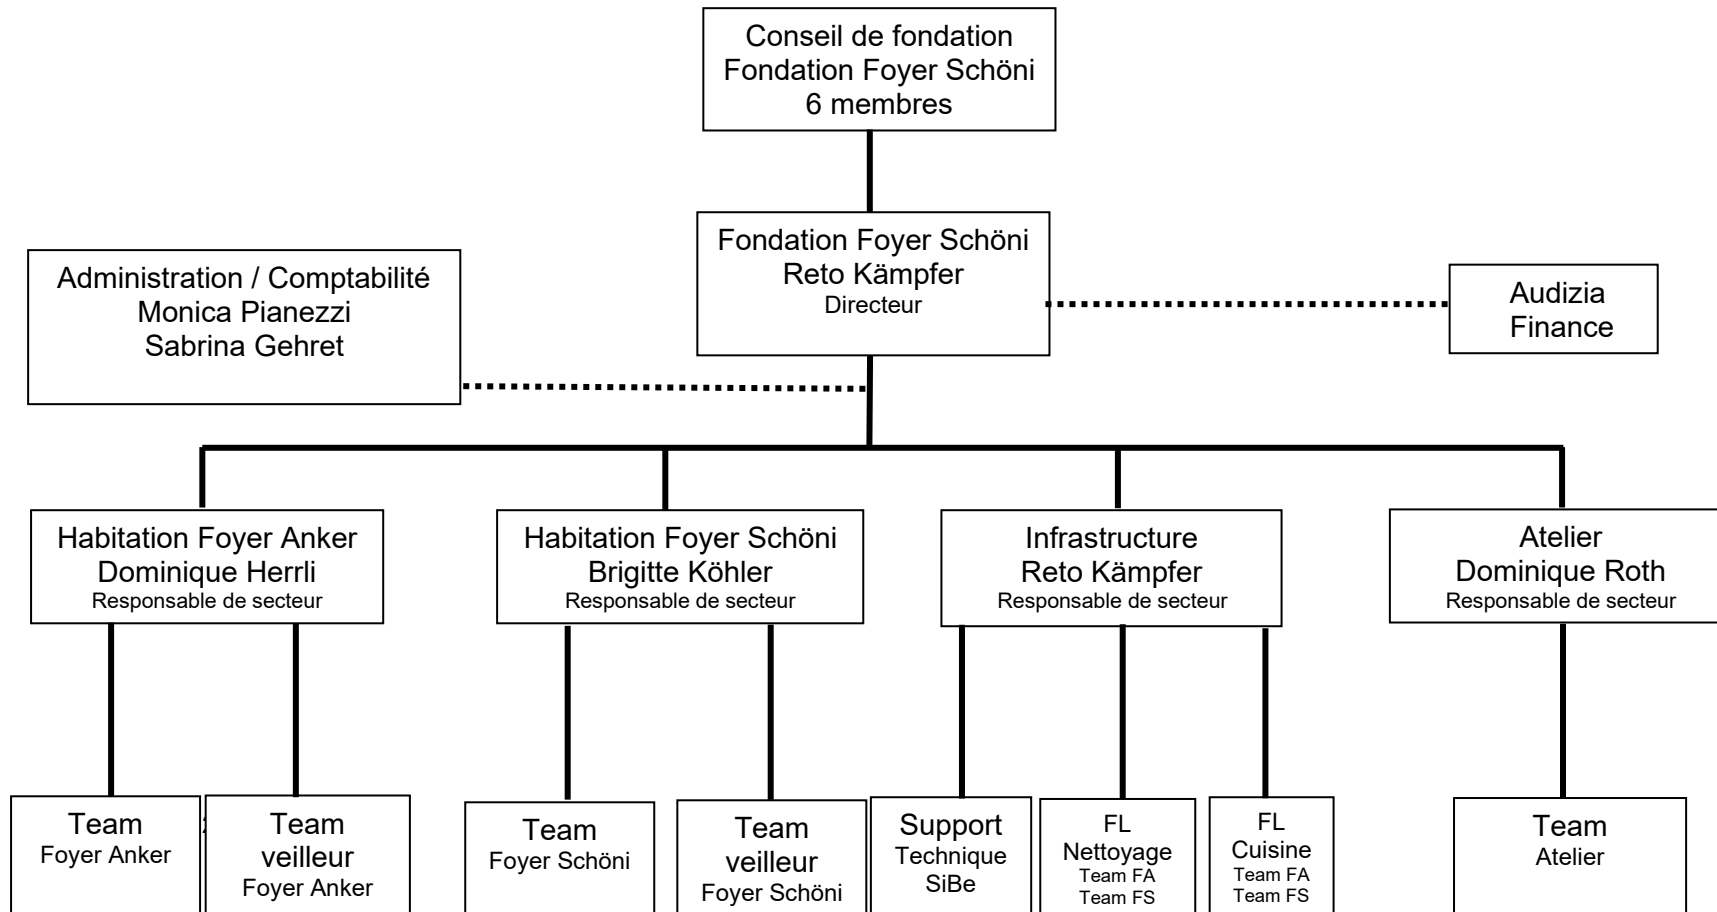 Conseil de fondation
Fondation Foyer Schöni
6 membres
Fondation Foyer Schöni
Reto Kämpfer
Directeur
Administration / Comptabilité
Monica Pianezzi
Sabrina Gehret
Audizia
Finance
Habitation Foyer Anker
Dominique Herrli
Responsable de secteur
Habitation Foyer Schöni
Brigitte Köhler
Responsable de secteur
Infrastructure
Reto Kämpfer
Responsable de secteur
Atelier
Dominique Roth
Responsable de secteur
Team
Foyer Anker
Team
veilleur
Foyer Anker
Team
Foyer Schöni
Team
veilleur
Foyer Schöni
Support
Technique
SiBe
FL
Nettoyage
Team FA
Team FS
FL
Cuisine
Team FA
Team FS
Team
Atelier